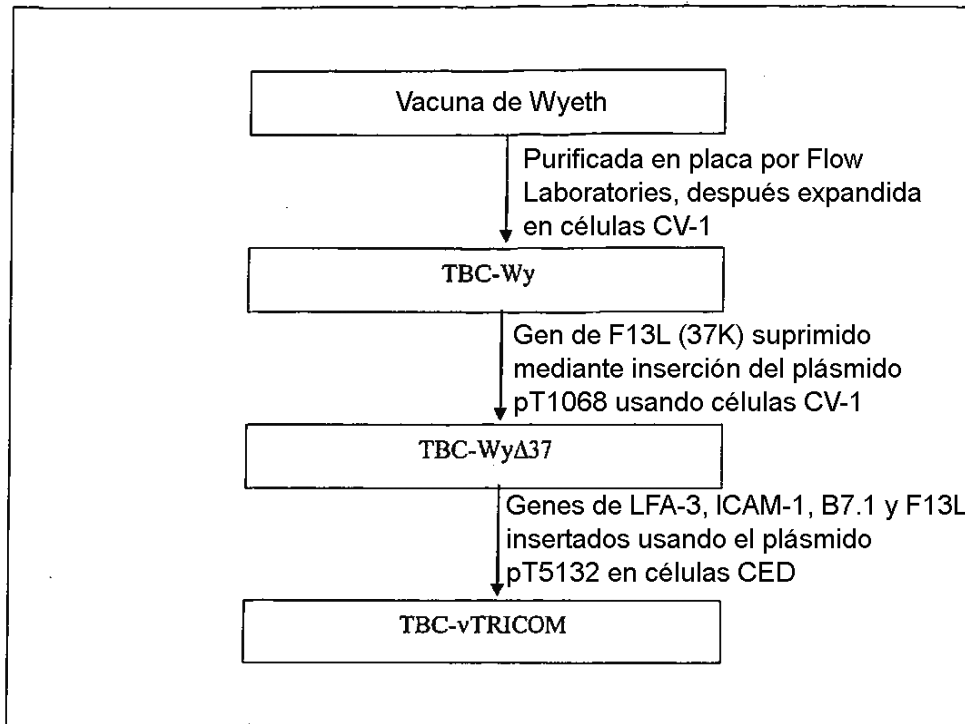 Vacuna de Wyeth
Purificada en placa por Flow
Laboratories, después expandida
en células CV-1
TBC-Wy
Gen de F13L (37K) suprimido
mediante inserción del plásmido
pT1068 usando células CV-1
TBC-WyΔ37
Genes de LFA-3, ICAM-1, B7.1 y F13L
insertados usando el plásmido
pT5132 en células CED
TBC-vTRICOM